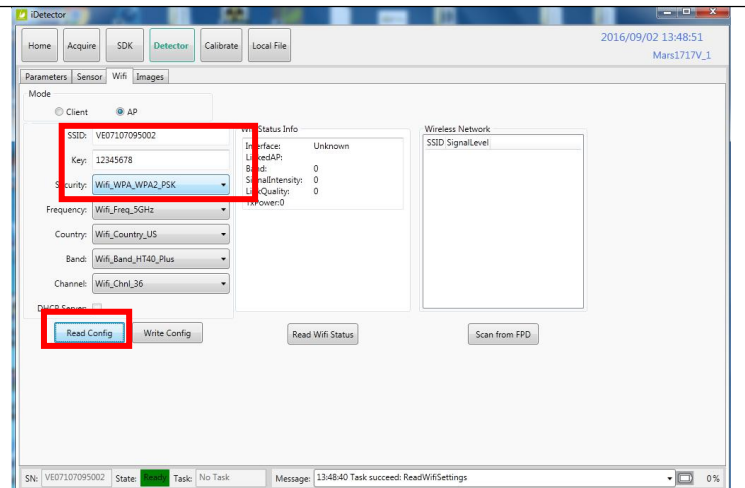 iDetector
Home Acquire SDK Detector Calibrate Local File
2016/09/02 13:48:51
Mars1717V_1
Parameters Sensor Wifi Images
Mode
Client AP
SSID: VE07107095002
Key: 12345678
Security: Wifi_WPA_WPA2_PSK
Frequency: Wifi_Freq_5GHz
Country: Wifi_Country_US
Band: Wifi_Band_HT40_Plus
Channel: Wifi_Chnl_36
DHCP Server
Read Config Write Config
Wifi Status Info
Interface: Unknown
LinkedAP:
Band: 0
SignalIntensity: 0
LinkQuality: 0
TxPower:0
Read Wifi Status
Wireless Network
SSID SignalLevel
Scan from FPD
SN: VE07107095002 State: Ready Task: No Task Message: 13:48:40 Task succeed: ReadWifiSettings 0%